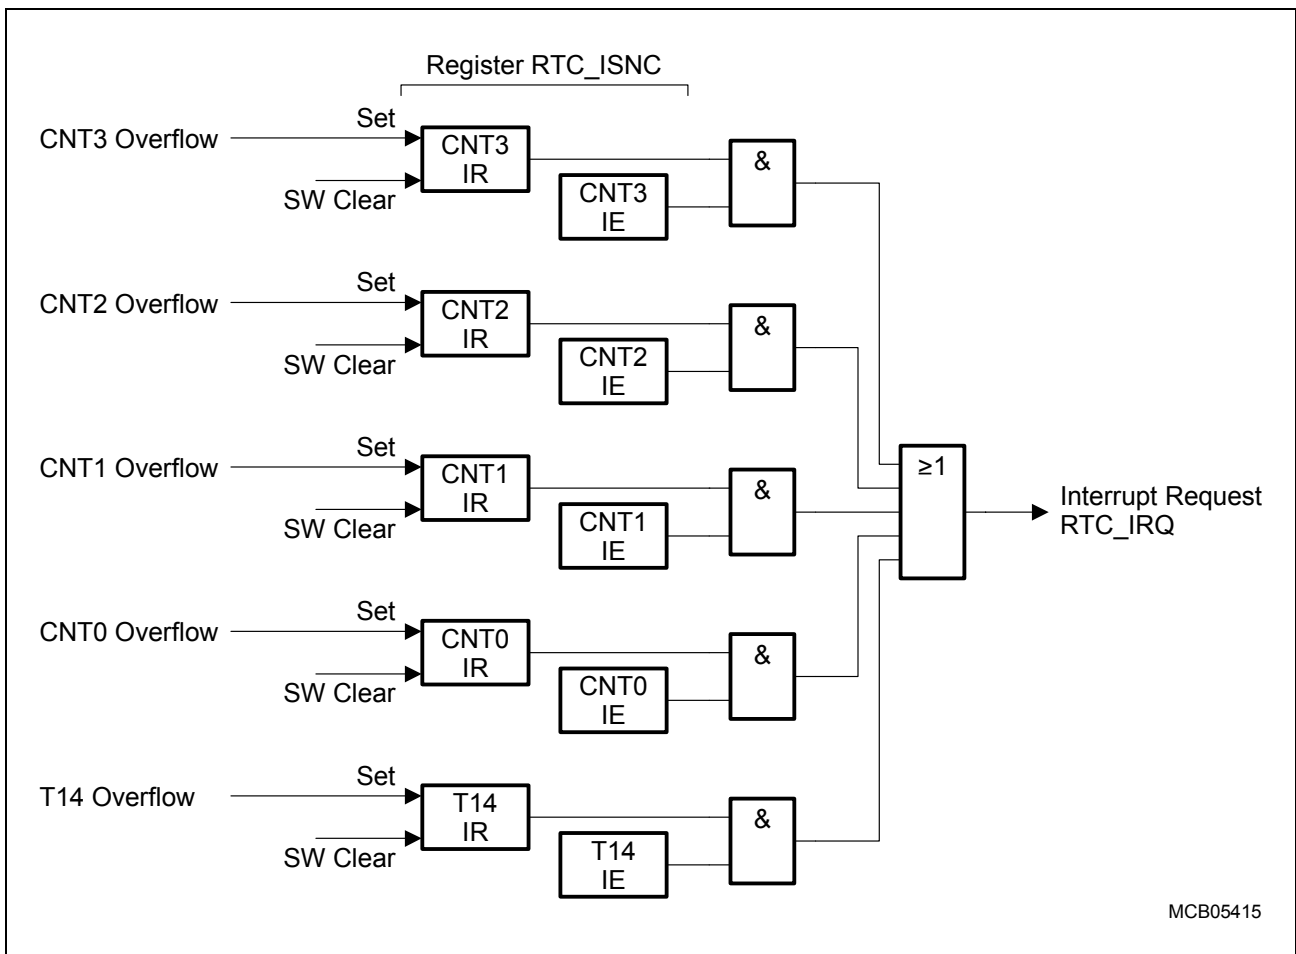 Register RTC_ISNC
CNT3 Overflow
Set
SW Clear
CNT3
IR
CNT3
IE
&
CNT2 Overflow
Set
SW Clear
CNT2
IR
CNT2
IE
&
CNT1 Overflow
Set
SW Clear
CNT1
IR
CNT1
IE
&
≥1
Interrupt Request
RTC_IRQ
CNT0 Overflow
Set
SW Clear
CNT0
IR
CNT0
IE
&
T14 Overflow
Set
SW Clear
T14
IR
T14
IE
&
MCB05415